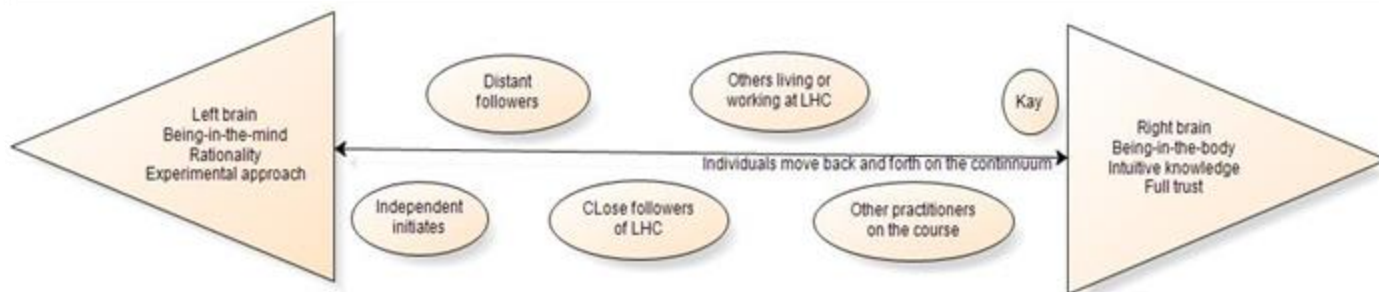 Left brain
Being-in-the-mind
Rationality
Experimental approach
Distant
followers
Others living or
working at LHC
Kay
Individuals move back and forth on the continnuum
Independent
initiates
CLose followers
of LHC
Other practitioners
on the course
Right brain
Being-in-the-body
Intuitive knowledge
Full trust